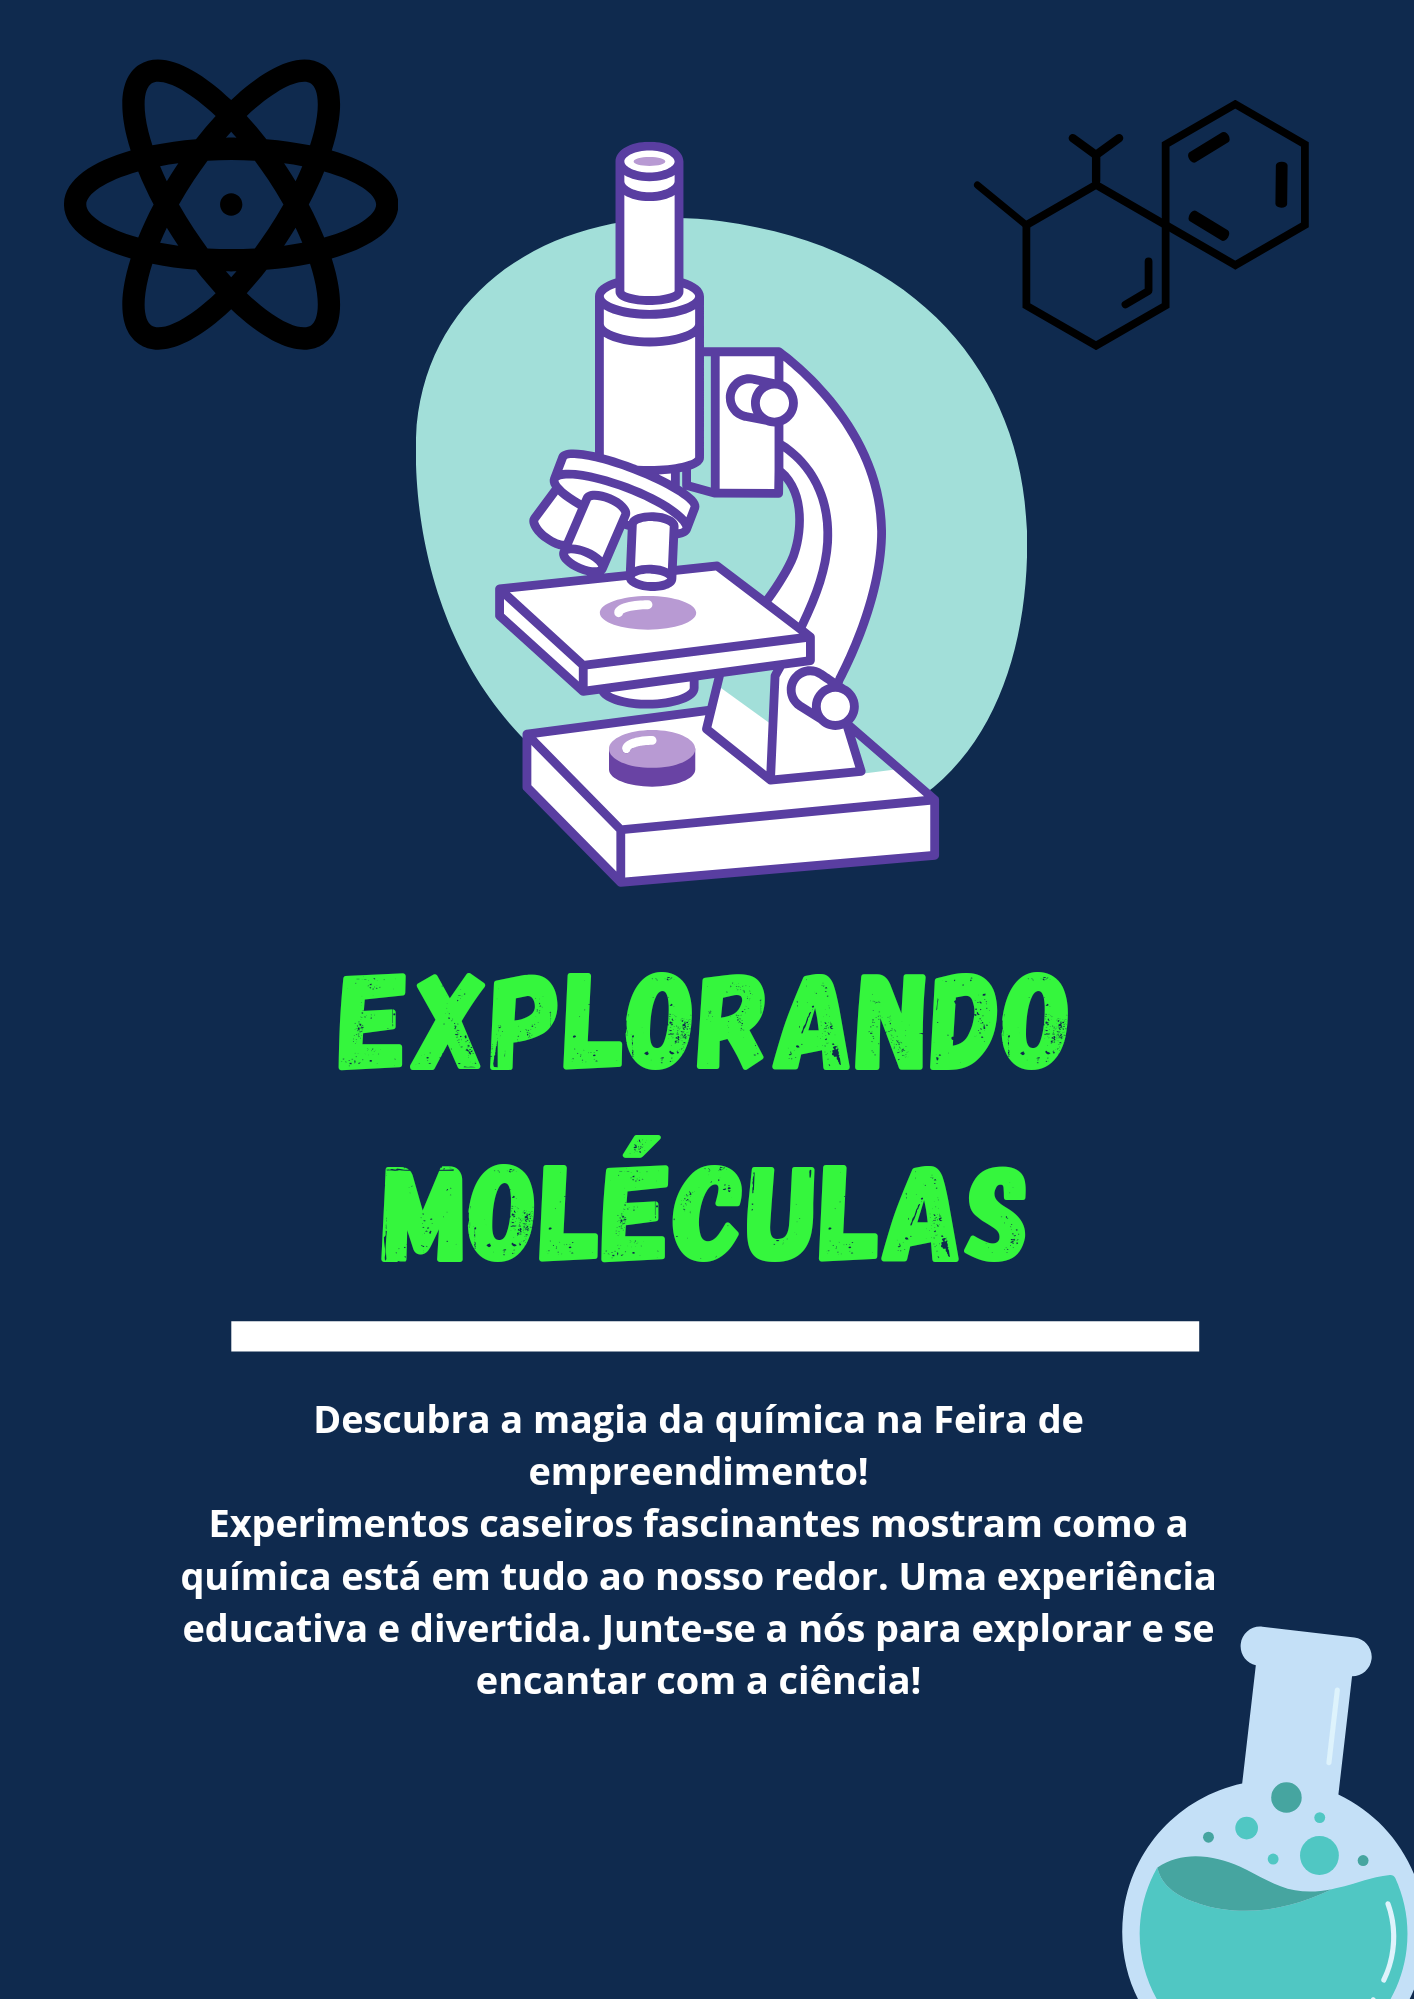 EXPLORANDO
MOLÉCULAS
Descubra a magia da química na Feira de
empreendimento!
Experimentos caseiros fascinantes mostram como a
química está em tudo ao nosso redor. Uma experiência
educativa e divertida. Junte-se a nós para explorar e se
encantar com a ciência!